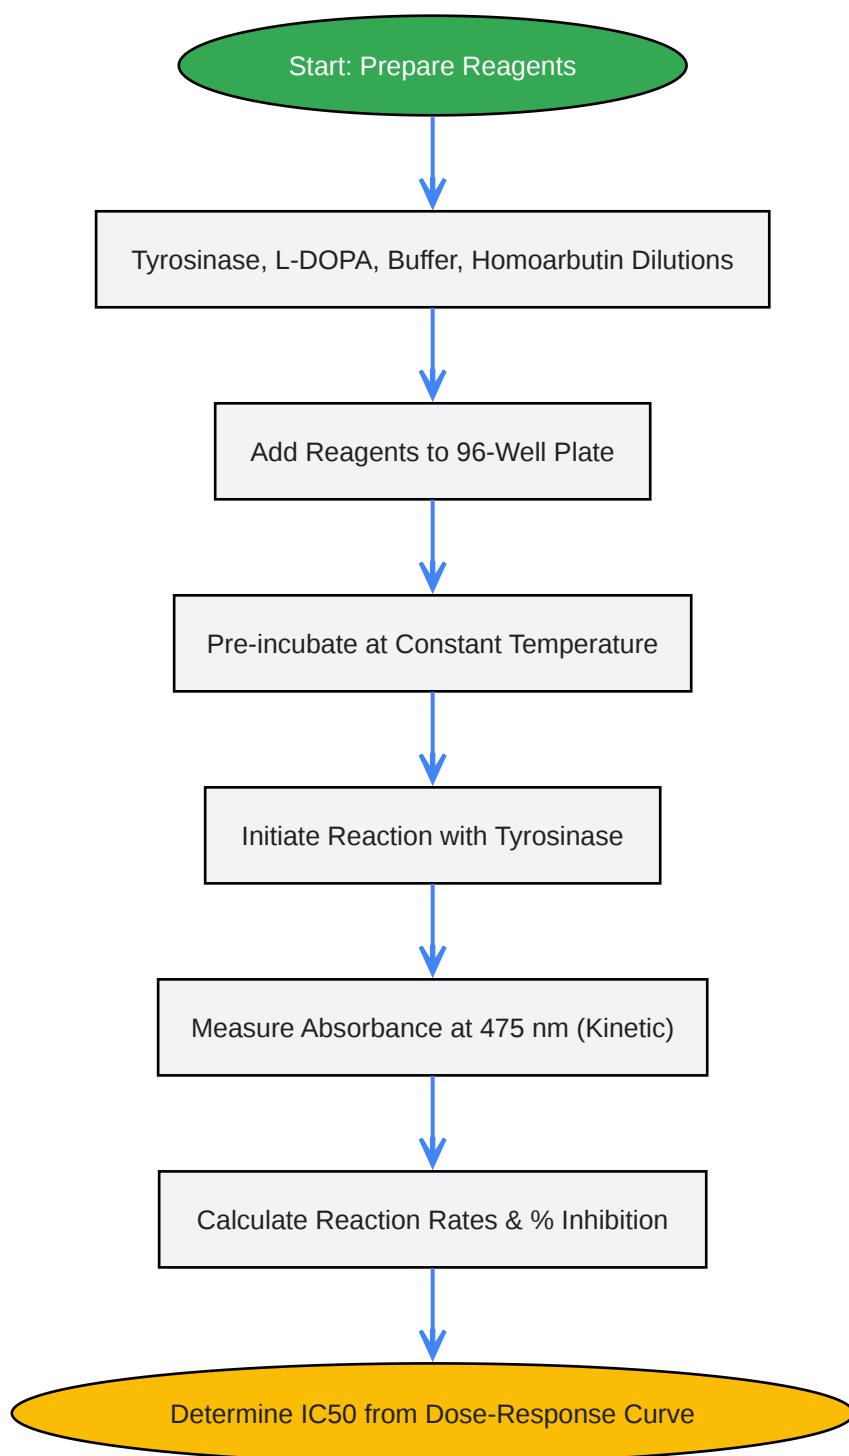 Start: Prepare Reagents
Tyrosinase, L-DOPA, Buffer, Homoarbutin Dilutions
Add Reagents to 96-Well Plate
Pre-incubate at Constant Temperature
Initiate Reaction with Tyrosinase
Measure Absorbance at 475 nm (Kinetic)
Calculate Reaction Rates & % Inhibition
Determine IC50 from Dose-Response Curve